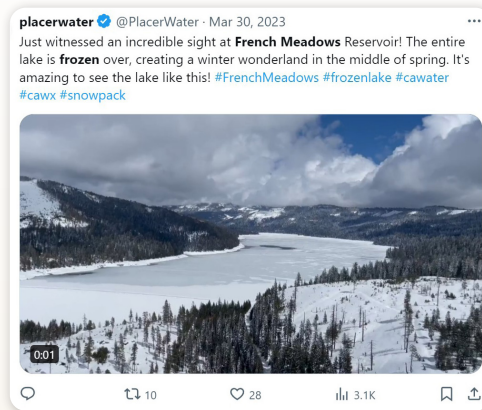 placerwater @PlacerWater · Mar 30, 2023
Just witnessed an incredible sight at French Meadows Reservoir! The entire
lake is frozen over, creating a winter wonderland in the middle of spring. It's
amazing to see the lake like this! #FrenchMeadows #frozenlake #cawater
#cawx #snowpack
0:01
10 28 3.1K